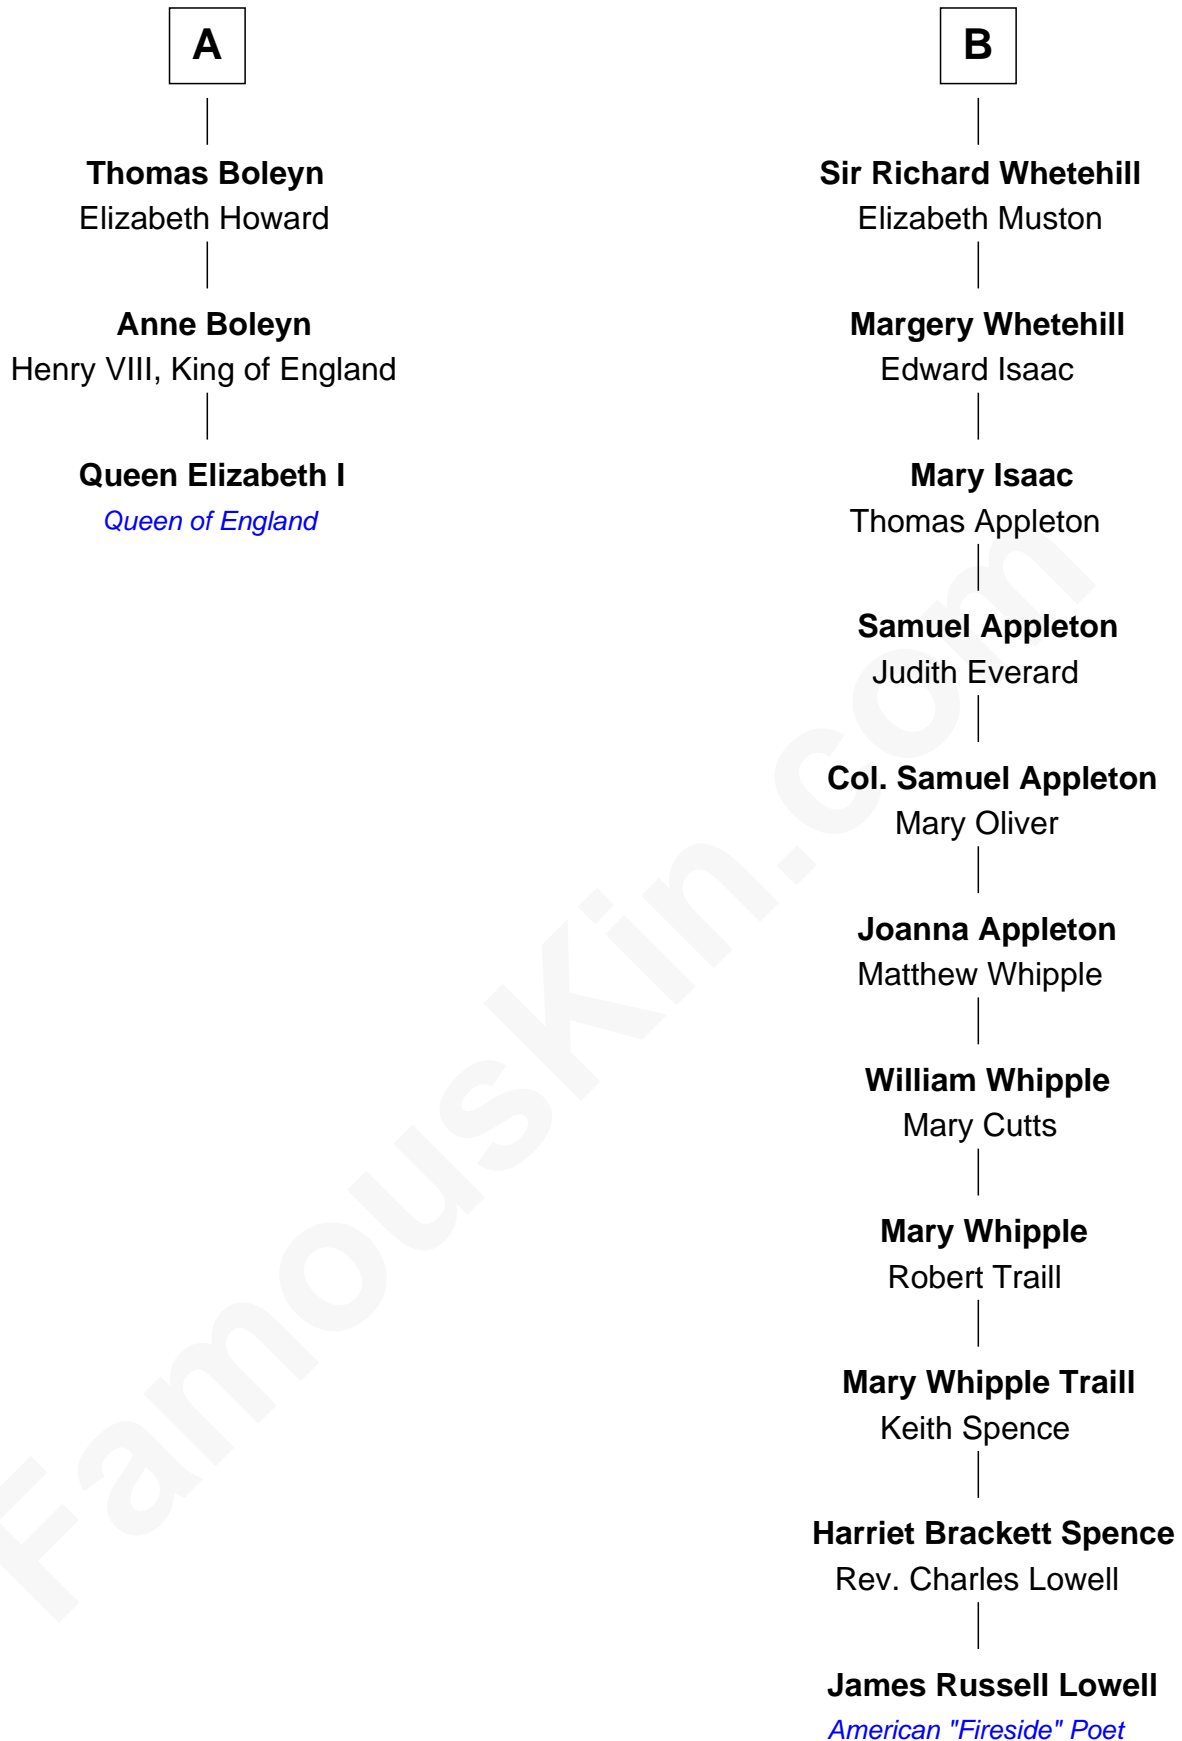 A
Thomas Boleyn
Elizabeth Howard
Anne Boleyn
Henry VIII, King of England
Queen Elizabeth I
Queen of England
B
Sir Richard Whetehill
Elizabeth Muston
Margery Whetehill
Edward Isaac
Mary Isaac
Thomas Appleton
Samuel Appleton
Judith Everard
Col. Samuel Appleton
Mary Oliver
Joanna Appleton
Matthew Whipple
William Whipple
Mary Cutts
Mary Whipple
Robert Traill
Mary Whipple Traill
Keith Spence
Harriet Brackett Spence
Rev. Charles Lowell
James Russell Lowell
American "Fireside" Poet
FamousKin.com